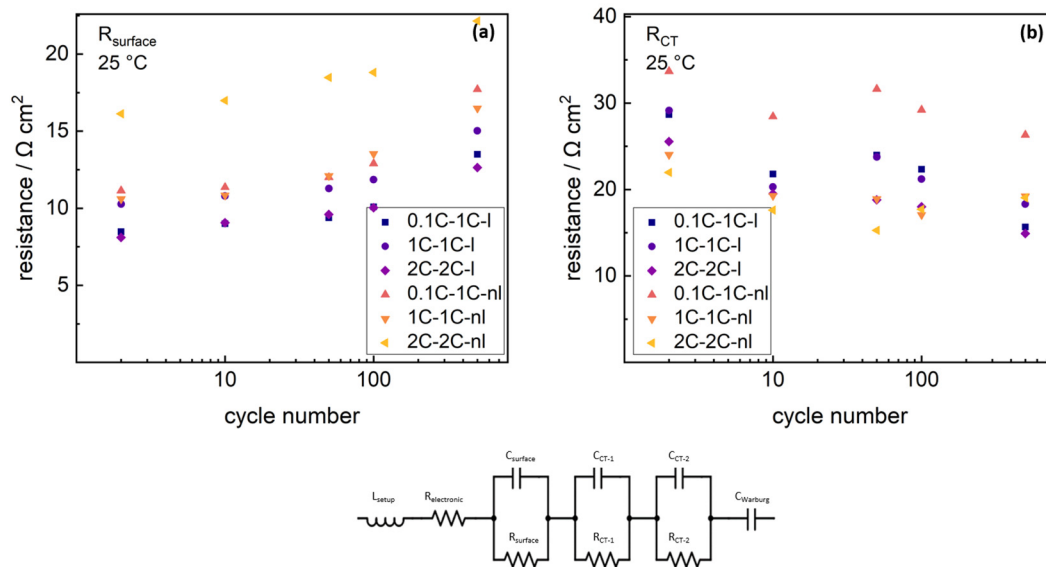 R_surface
25 °C
(a)
resistance / Ω cm²
20
15
10
5
10
100
cycle number
0.1C-1C-l
1C-1C-l
2C-2C-l
0.1C-1C-nl
1C-1C-nl
2C-2C-nl
R_CT
25 °C
(b)
resistance / Ω cm²
40
30
20
10
10
100
cycle number
0.1C-1C-l
1C-1C-l
2C-2C-l
0.1C-1C-nl
1C-1C-nl
2C-2C-nl
C_surface
C_CT-1
C_CT-2
L_setup
R_electronic
C_Warburg
R_surface
R_CT-1
R_CT-2